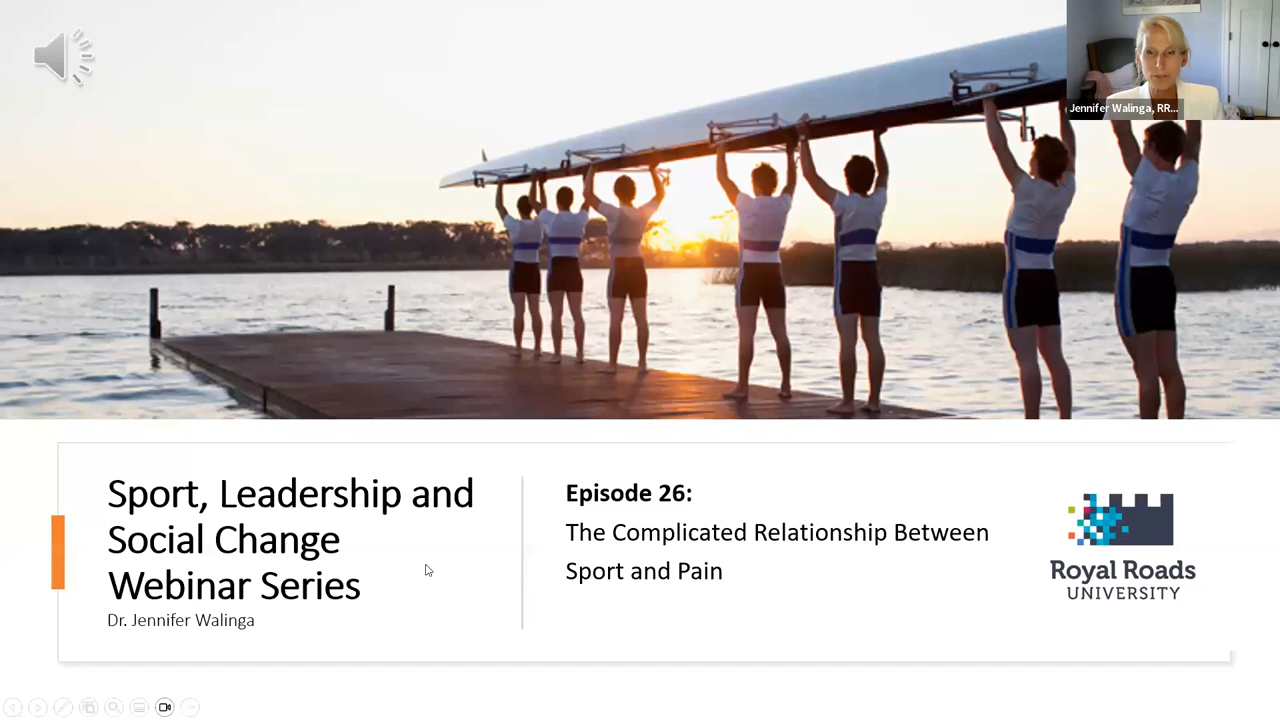 Jennifer Walinga, RR...
Sport, Leadership and
Social Change
Webinar Series
Dr. Jennifer Walinga
Episode 26:
The Complicated Relationship Between
Sport and Pain
Royal Roads
UNIVERSITY